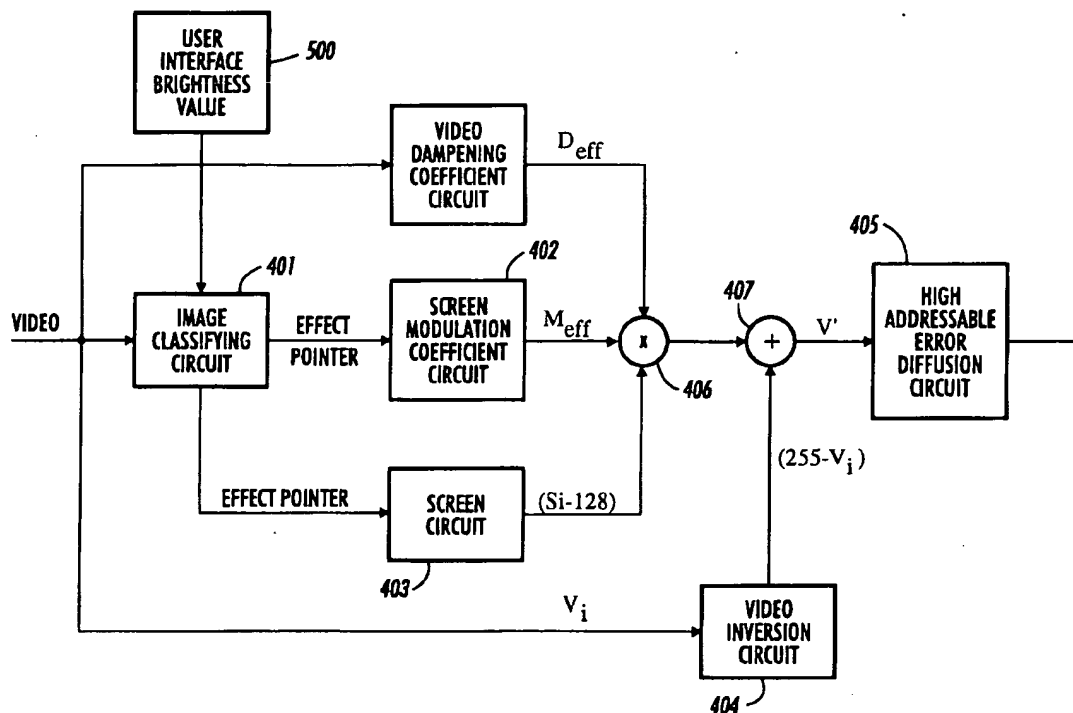 USER
INTERFACE
BRIGHTNESS
VALUE
500
VIDEO
DAMPENING
COEFFICIENT
CIRCUIT
D_eff
405
401
402
VIDEO
IMAGE
CLASSIFYING
CIRCUIT
EFFECT
POINTER
SCREEN
MODULATION
COEFFICIENT
CIRCUIT
M_eff
x
406
407
+
V'
HIGH
ADDRESSABLE
ERROR
DIFFUSION
CIRCUIT
EFFECT POINTER
SCREEN
CIRCUIT
403
(Si-128)
(255-V_i)
V_i
VIDEO
INVERSION
CIRCUIT
404